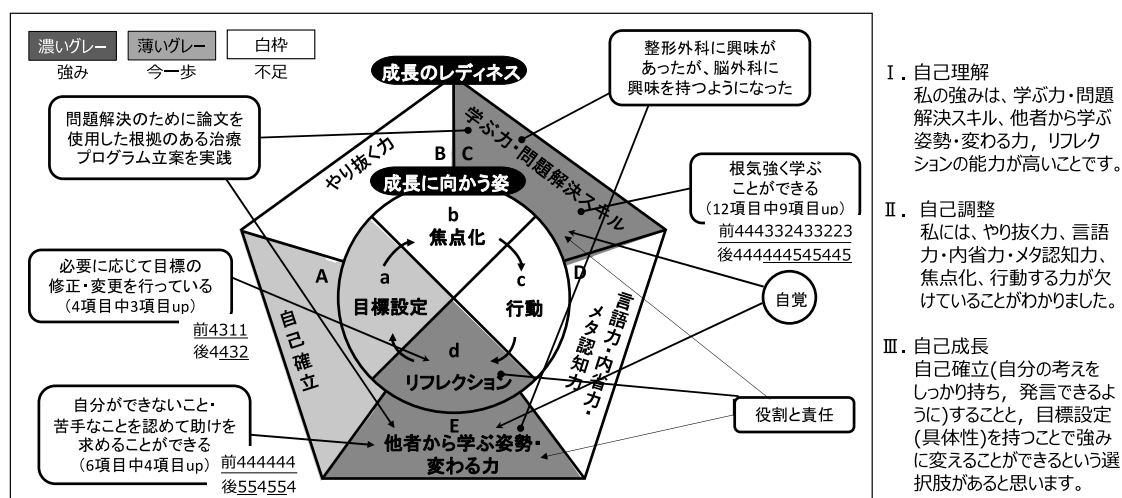 濃いグレー
強み
薄いグレー
今一歩
白枠
不足
成長のレディネス
整形外科に興味が
あったが、脳外科に
興味を持つようになった
問題解決のために論文を
使用した根拠のある治療
プログラム立案を実践
やり抜く力
B
C
学ぶ力・問題解決スキル
成長に向かう姿
根気強く学ぶ
ことができる
(12項目中9項目up)
前444332433223
後444444545445
b
焦点化
必要に応じて目標の
修正・変更を行っている
(4項目中3項目up)
前4311
後4432
A
a
目標設定
c
行動
D
自覚
自己確立
d
リフレクション
言語力・内省力・
メタ認知力
役割と責任
自分ができないこと・
苦手なことを認めて助けを
求めることができる
(6項目中4項目up)
前444444
後554554
E
他者から学ぶ姿勢・
変わる力
Ⅰ. 自己理解
私の強みは、学ぶ力・問題
解決スキル、他者から学ぶ
姿勢・変わる力，リフレク
ションの能力が高いことです。
Ⅱ. 自己調整
私には、やり抜く力、言語
力・内省力・メタ認知力、
焦点化、行動する力が欠
けていることがわかりました。
Ⅲ. 自己成長
自己確立(自分の考えを
しっかり持ち，発言できるよ
うに)することと，目標設定
(具体性)を持つことで強み
に変えることができるという選
択肢があると思います。